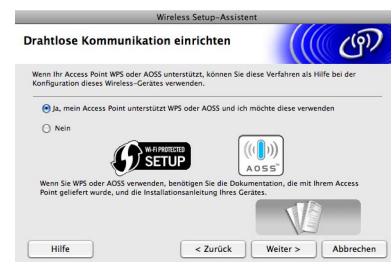 Wireless Setup-Assistent
Drahtlose Kommunikation einrichten
Wenn Ihr Access Point WPS oder AOSS unterstützt, können Sie diese Verfahren als Hilfe bei der
Konfiguration dieses Wireless-Gerätes verwenden.
Ja, mein Access Point unterstützt WPS oder AOSS und ich möchte diese verwenden
Nein
Wi-Fi PROTECTED
SETUP
AOSS
Wenn Sie WPS oder AOSS verwenden, benötigen Sie die Dokumentation, die mit Ihrem Access
Point geliefert wurde, und die Installationsanleitung Ihres Gerätes.
Hilfe
< Zurück
Weiter >
Abbrechen